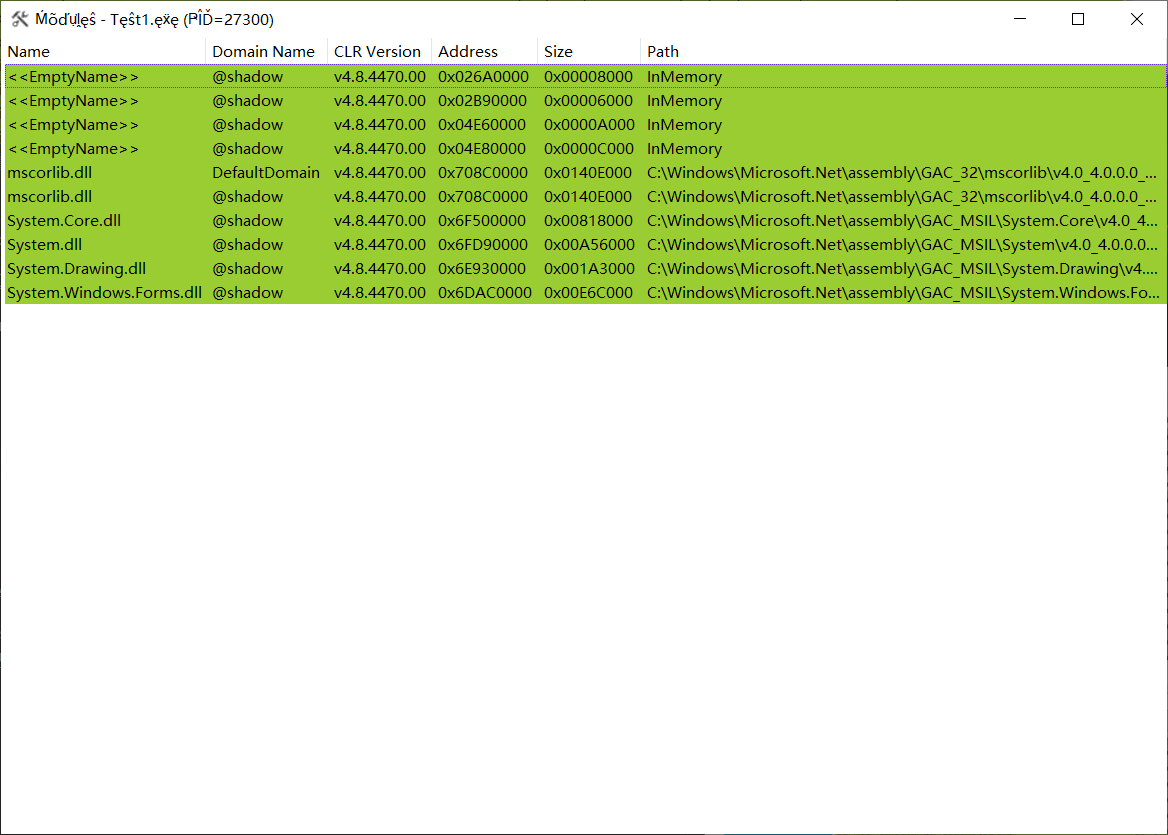 Ḿõďụḷęŝ - Tęŝt1.ęẍę (PÎĎ=27300)
Name Domain Name CLR Version Address Size Path
<<EmptyName>> @shadow v4.8.4470.00 0x026A0000 0x00008000 InMemory
<<EmptyName>> @shadow v4.8.4470.00 0x02B90000 0x00006000 InMemory
<<EmptyName>> @shadow v4.8.4470.00 0x04E60000 0x0000A000 InMemory
<<EmptyName>> @shadow v4.8.4470.00 0x04E80000 0x0000C000 InMemory
mscorlib.dll DefaultDomain v4.8.4470.00 0x708C0000 0x0140E000 C:\Windows\Microsoft.Net\assembly\GAC_32\mscorlib\v4.0_4.0.0.0_...
mscorlib.dll @shadow v4.8.4470.00 0x708C0000 0x0140E000 C:\Windows\Microsoft.Net\assembly\GAC_32\mscorlib\v4.0_4.0.0.0_...
System.Core.dll @shadow v4.8.4470.00 0x6F500000 0x00818000 C:\Windows\Microsoft.Net\assembly\GAC_MSIL\System.Core\v4.0_4...
System.dll @shadow v4.8.4470.00 0x6FD90000 0x00A56000 C:\Windows\Microsoft.Net\assembly\GAC_MSIL\System\v4.0_4.0.0.0...
System.Drawing.dll @shadow v4.8.4470.00 0x6E930000 0x001A3000 C:\Windows\Microsoft.Net\assembly\GAC_MSIL\System.Drawing\v4....
System.Windows.Forms.dll @shadow v4.8.4470.00 0x6DAC0000 0x00E6C000 C:\Windows\Microsoft.Net\assembly\GAC_MSIL\System.Windows.Fo...